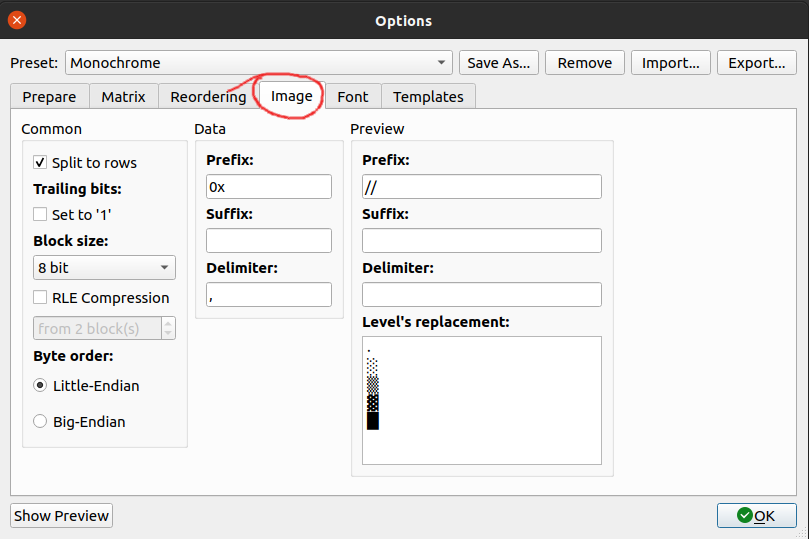 Options
Preset: Monochrome Save As... Remove Import... Export...
Prepare Matrix Reordering Image Font Templates
Common
Split to rows
Trailing bits:
Set to '1'
Block size:
8 bit
RLE Compression
from 2 block(s)
Byte order:
Little-Endian
Big-Endian
Data
Prefix:
0x
Suffix:
Delimiter:
,
Preview
Prefix:
//
Suffix:
Delimiter:
Level's replacement:
.
░
▒
▓
█
Show Preview OK